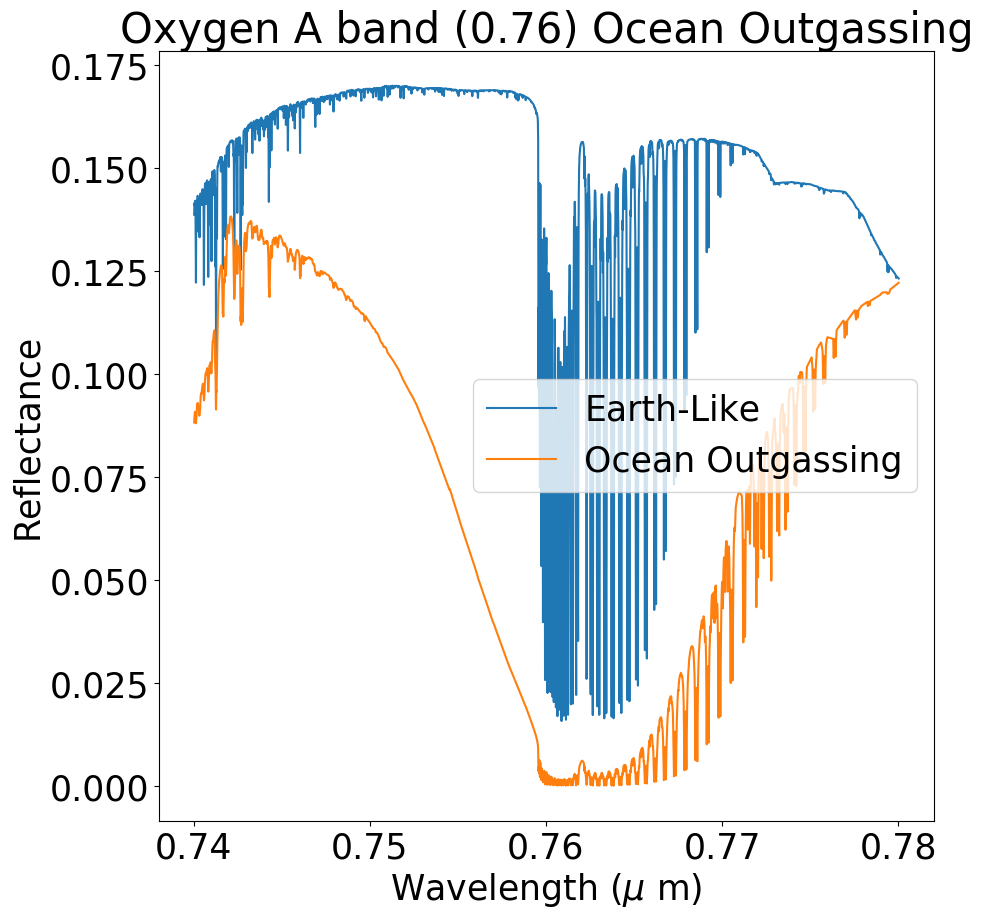 Oxygen A band (0.76) Ocean Outgassing
Reflectance
0.175
0.150
0.125
0.100
0.075
0.050
0.025
0.000
Earth-Like
Ocean Outgassing
0.74 0.75 0.76 0.77 0.78
Wavelength (μ m)